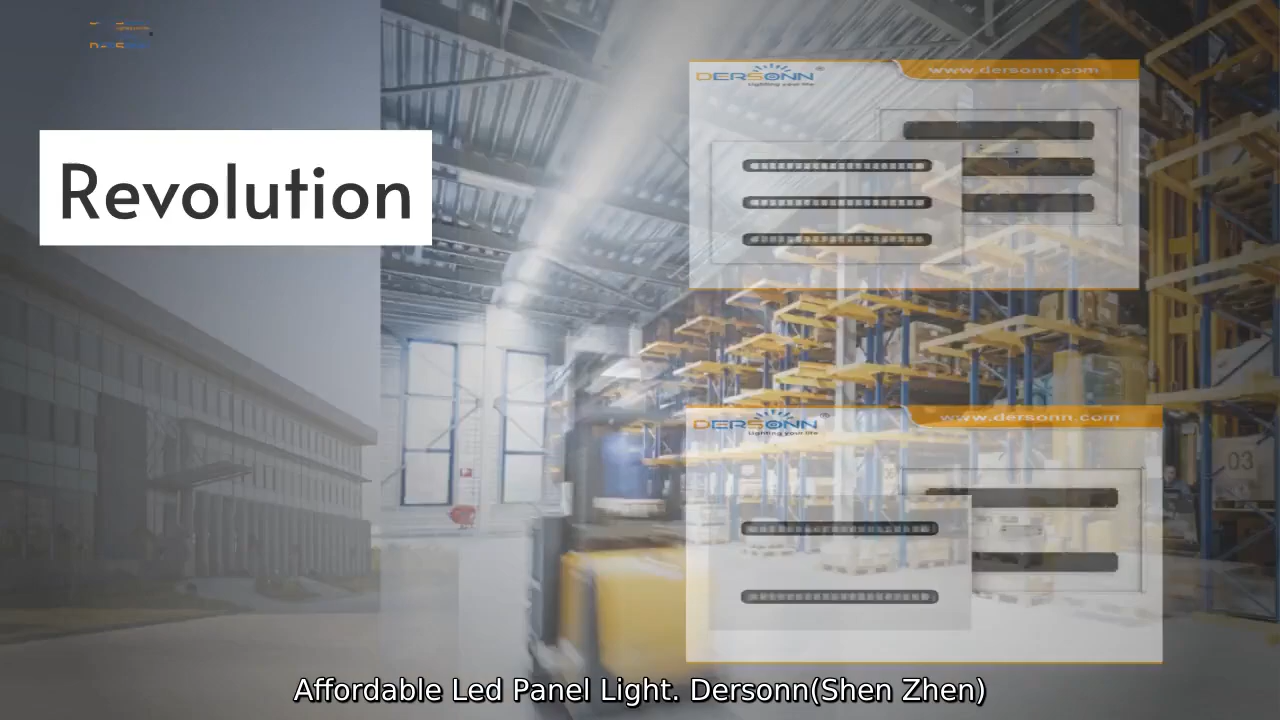 Revolution
DERSONN
Lighting your life
www.dersonn.com
DERSONN
Lighting your life
www.dersonn.com
03
Affordable Led Panel Light. Dersonn(Shen Zhen)